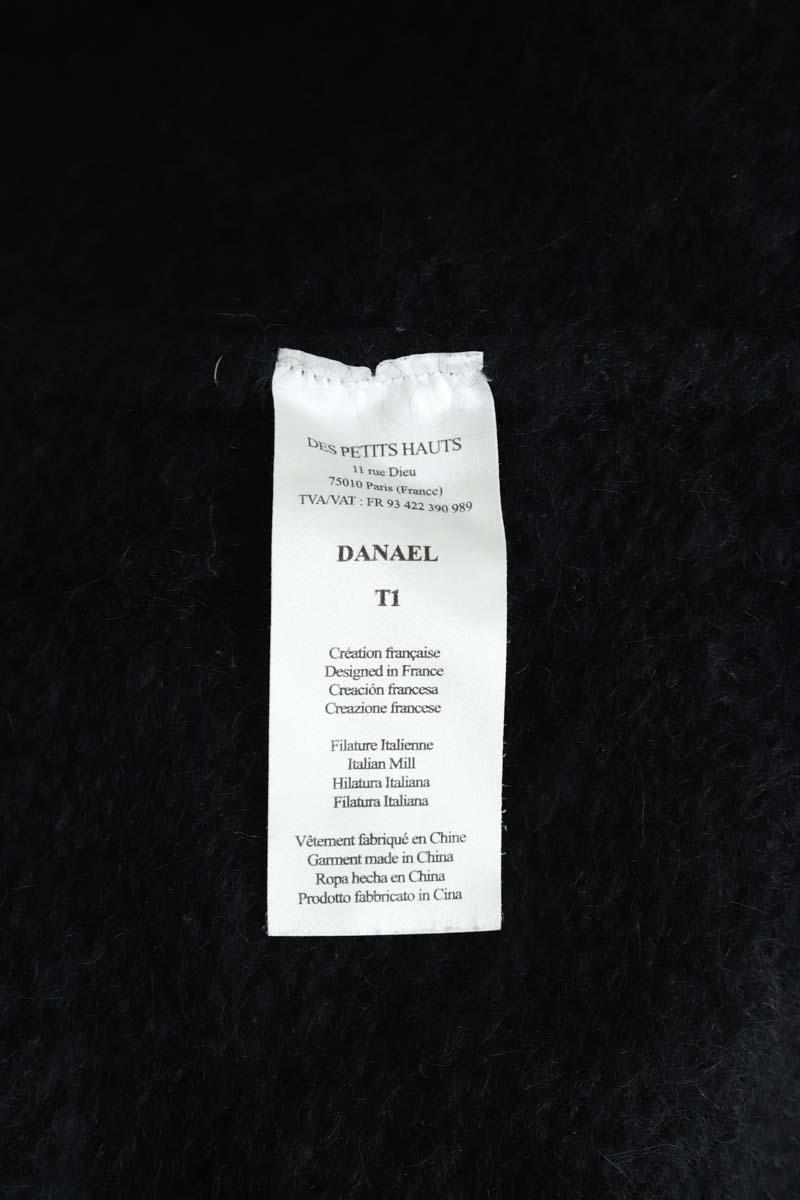 DES PETITS HAUTS
11 rue Dieu
75010 Paris (France)
TVA/VAT : FR 93 422 390 989
DANAEL
T1
Création française
Designed in France
Creación francesa
Creazione francese
Filature Italienne
Italian Mill
Hilatura Italiana
Filatura Italiana
Vêtement fabriqué en Chine
Garment made in China
Ropa hecha en China
Prodotto fabbricato in Cina